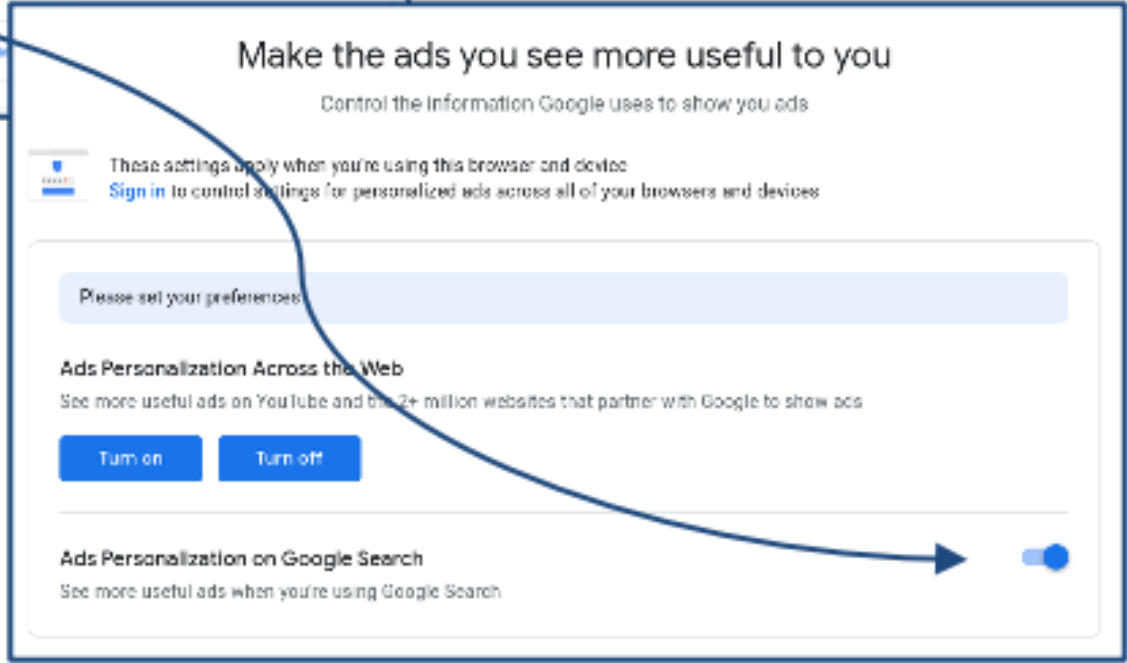 Make the ads you see more useful to you
Control the information Google uses to show you ads
These settings apply when you're using this browser and device
Sign in to control settings for personalized ads across all of your browsers and devices
Please set your preferences
Ads Personalization Across the Web
See more useful ads on YouTube and the 2+ million websites that partner with Google to show ads
Turn on Turn off
Ads Personalization on Google Search
See more useful ads when you're using Google Search